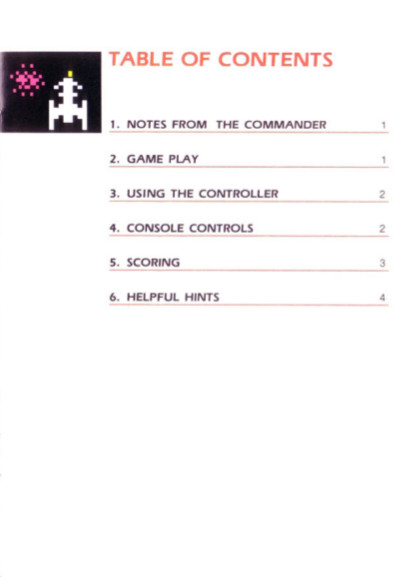 TABLE OF CONTENTS
1. NOTES FROM THE COMMANDER 1
2. GAME PLAY 1
3. USING THE CONTROLLER 2
4. CONSOLE CONTROLS 2
5. SCORING 3
6. HELPFUL HINTS 4